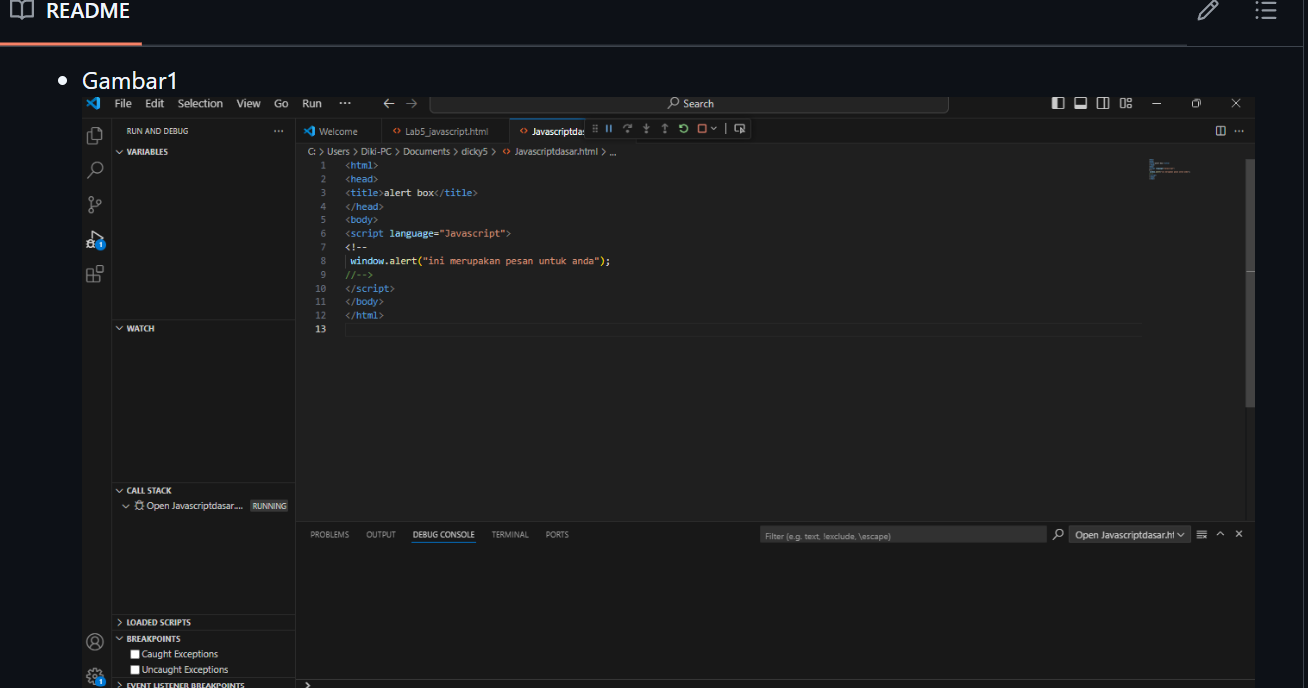 README
Gambar1
File Edit Selection View Go Run ··· Search
RUN AND DEBUG ···
Welcome Lab5_javascript.html Javascriptdas
VARIABLES
C: > Users > Diki-PC > Documents > dicky5 > Javascriptdasar.html > ...
1 <html>
2 <head>
3 <title>alert box</title>
4 </head>
5 <body>
6 <script language="Javascript">
7 <!--
8 window.alert("ini merupakan pesan untuk anda");
9 //-->
10 </script>
11 </body>
12 </html>
13
WATCH
CALL STACK
Open Javascriptdasar.... RUNNING
PROBLEMS OUTPUT DEBUG CONSOLE TERMINAL PORTS Filter (e.g. text, !exclude, \escape) Open Javascriptdasar.ht
LOADED SCRIPTS
BREAKPOINTS
Caught Exceptions
Uncaught Exceptions
EVENT LISTENER BREAKPOINTS
1
1